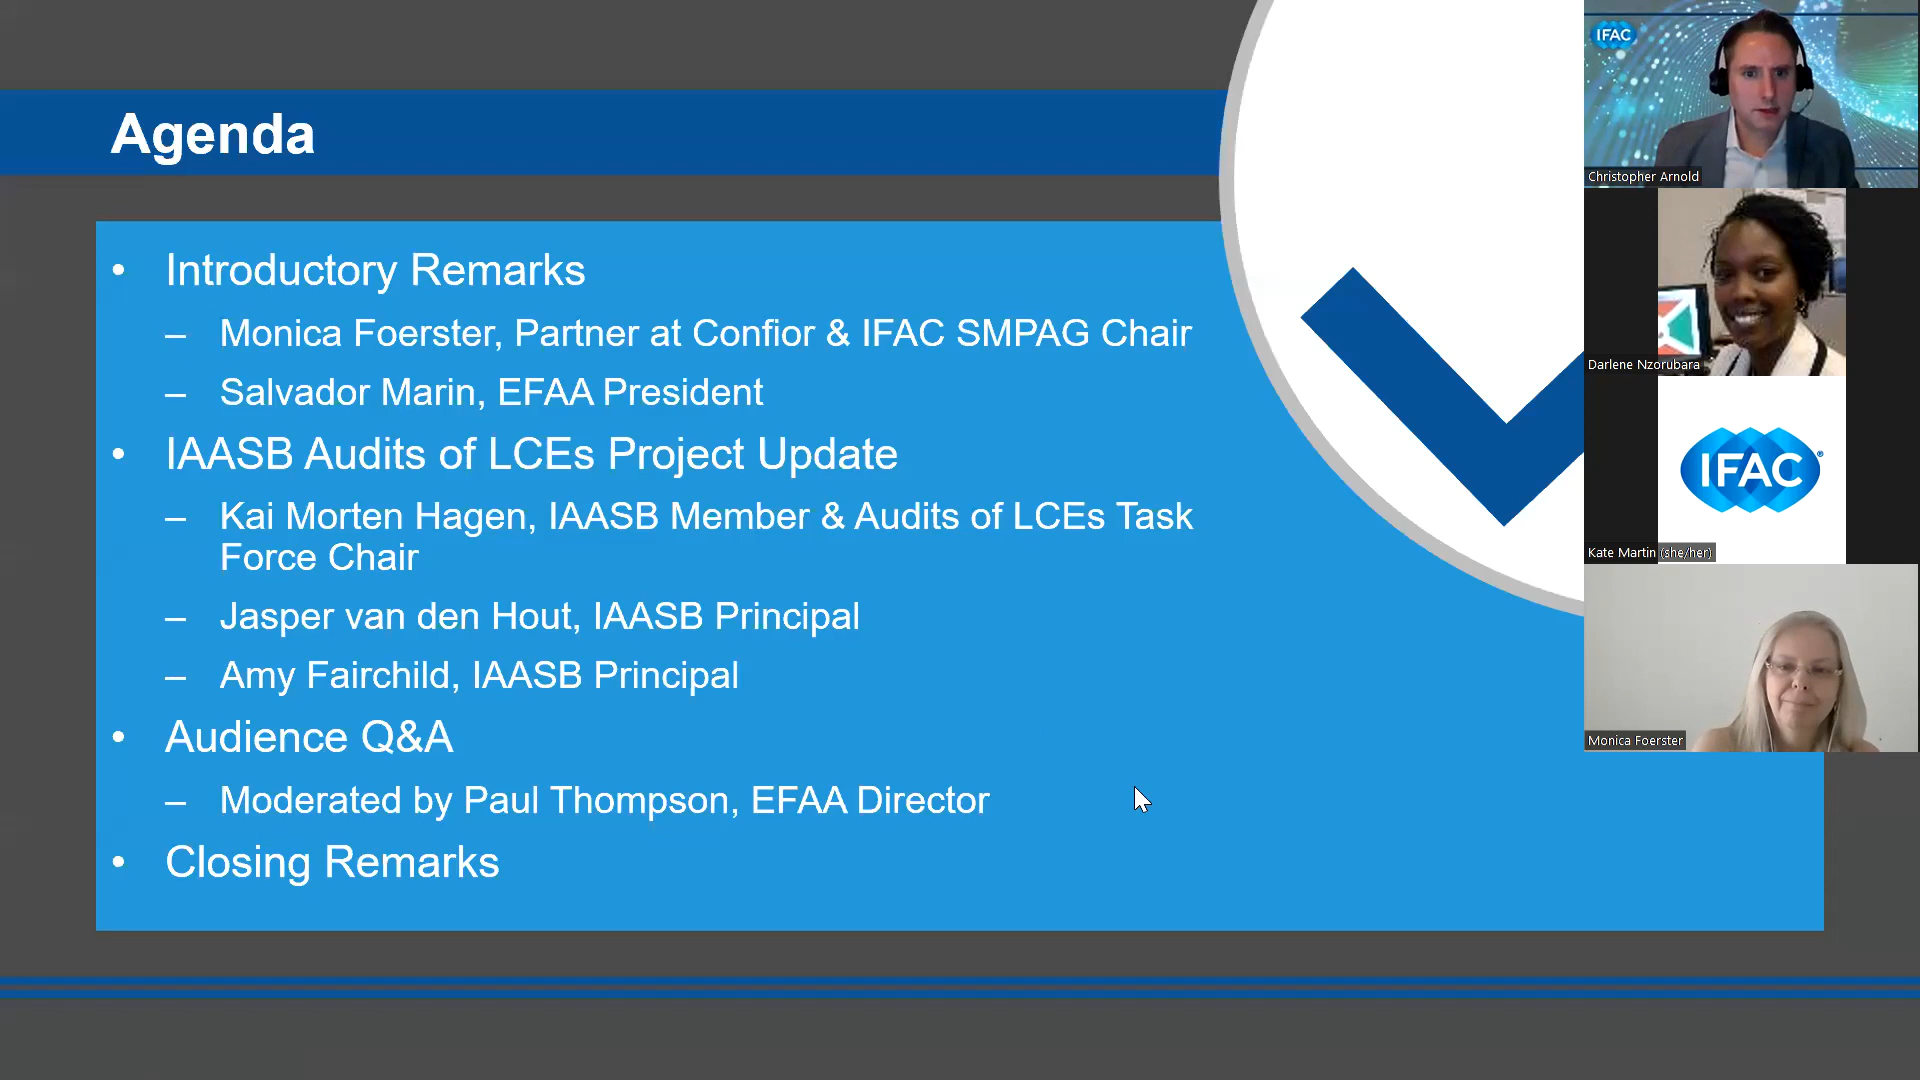 Agenda
• Introductory Remarks
– Monica Foerster, Partner at Confior & IFAC SMPAG Chair
– Salvador Marin, EFAA President
• IAASB Audits of LCEs Project Update
– Kai Morten Hagen, IAASB Member & Audits of LCEs Task
Force Chair
– Jasper van den Hout, IAASB Principal
– Amy Fairchild, IAASB Principal
• Audience Q&A
– Moderated by Paul Thompson, EFAA Director
• Closing Remarks
IFAC
Christopher Arnold
Darlene Nzorubara
IFAC®
Kate Martin (she/her)
Monica Foerster